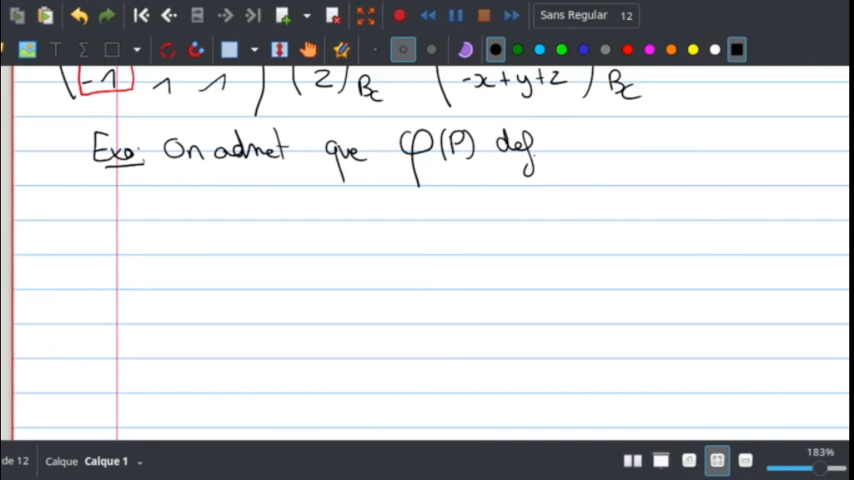 Sans Regular 12
-1 1 1 (z)Bc (-x+y+z)Bc
Exo: On admet que φ(P) def.
de 12 Calque Calque 1 183%